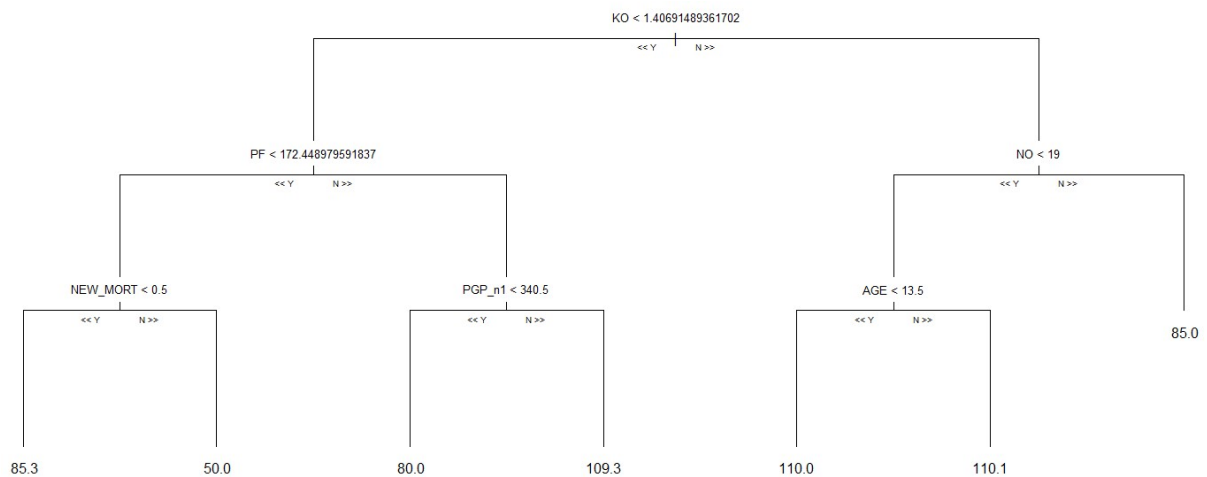 KO < 1.40691489361702
<< Y N >>
PF < 172.448979591837
NO < 19
<< Y N >>
<< Y N >>
NEW_MORT < 0.5
PGP_n1 < 340.5
AGE < 13.5
<< Y N >>
<< Y N >>
<< Y N >>
85.0
85.3
50.0
80.0
109.3
110.0
110.1